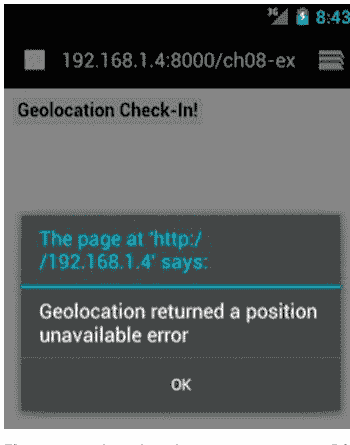 3G 8:43
192.168.1.4:8000/ch08-ex
Geolocation Check-In!
The page at 'http:/
/192.168.1.4' says:
Geolocation returned a position
unavailable error
OK